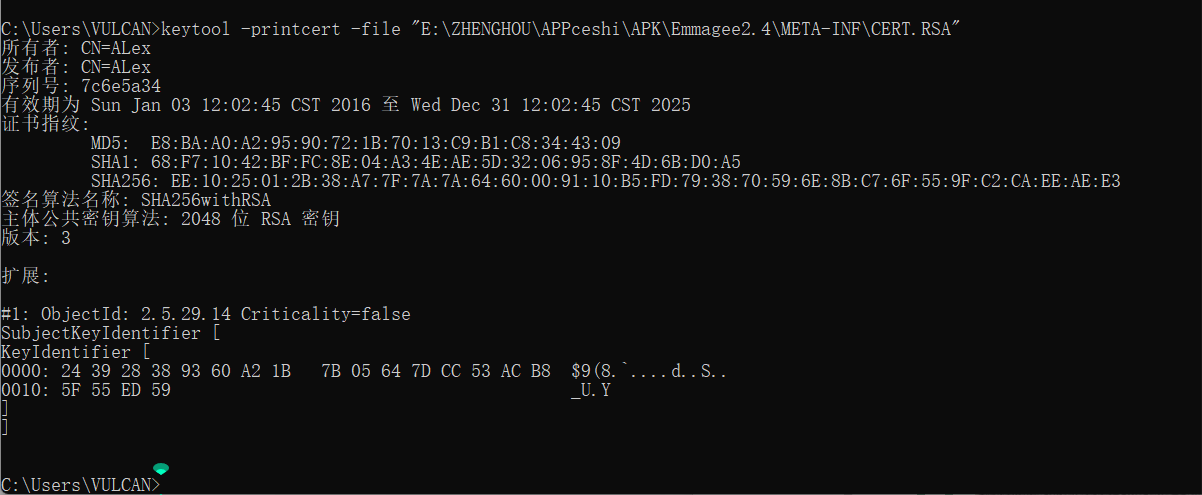 C:\Users\VULCAN>keytool -printcert -file "E:\ZHENGHOU\APPceshi\APK\Emmagee2.4\META-INF\CERT.RSA"
所有者: CN=ALex
发布者: CN=ALex
序列号: 7c6e5a34
有效期为 Sun Jan 03 12:02:45 CST 2016 至 Wed Dec 31 12:02:45 CST 2025
证书指纹:
MD5:  E8:BA:A0:A2:95:90:72:1B:70:13:C9:B1:C8:34:43:09
SHA1: 68:F7:10:42:BF:FC:8E:04:A3:4E:AE:5D:32:06:95:8F:4D:6B:D0:A5
SHA256: EE:10:25:01:2B:38:A7:7F:7A:7A:64:60:00:91:10:B5:FD:79:38:70:59:6E:8B:C7:6F:55:9F:C2:CA:EE:AE:E3
签名算法名称: SHA256withRSA
主体公共密钥算法: 2048 位 RSA 密钥
版本: 3
扩展:
#1: ObjectId: 2.5.29.14 Criticality=false
SubjectKeyIdentifier [
KeyIdentifier [
0000: 24 39 28 38 93 60 A2 1B   7B 05 64 7D CC 53 AC B8  $9(8.`....d..S..
0010: 5F 55 ED 59                                        _U.Y
]
]
C:\Users\VULCAN>